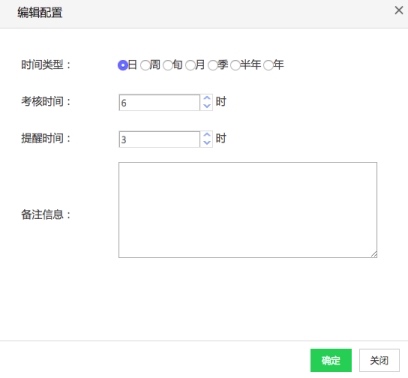 编辑配置
时间类型： 日 周 旬 月 季 半年 年
考核时间： 6 时
提醒时间： 3 时
备注信息：
确定 关闭